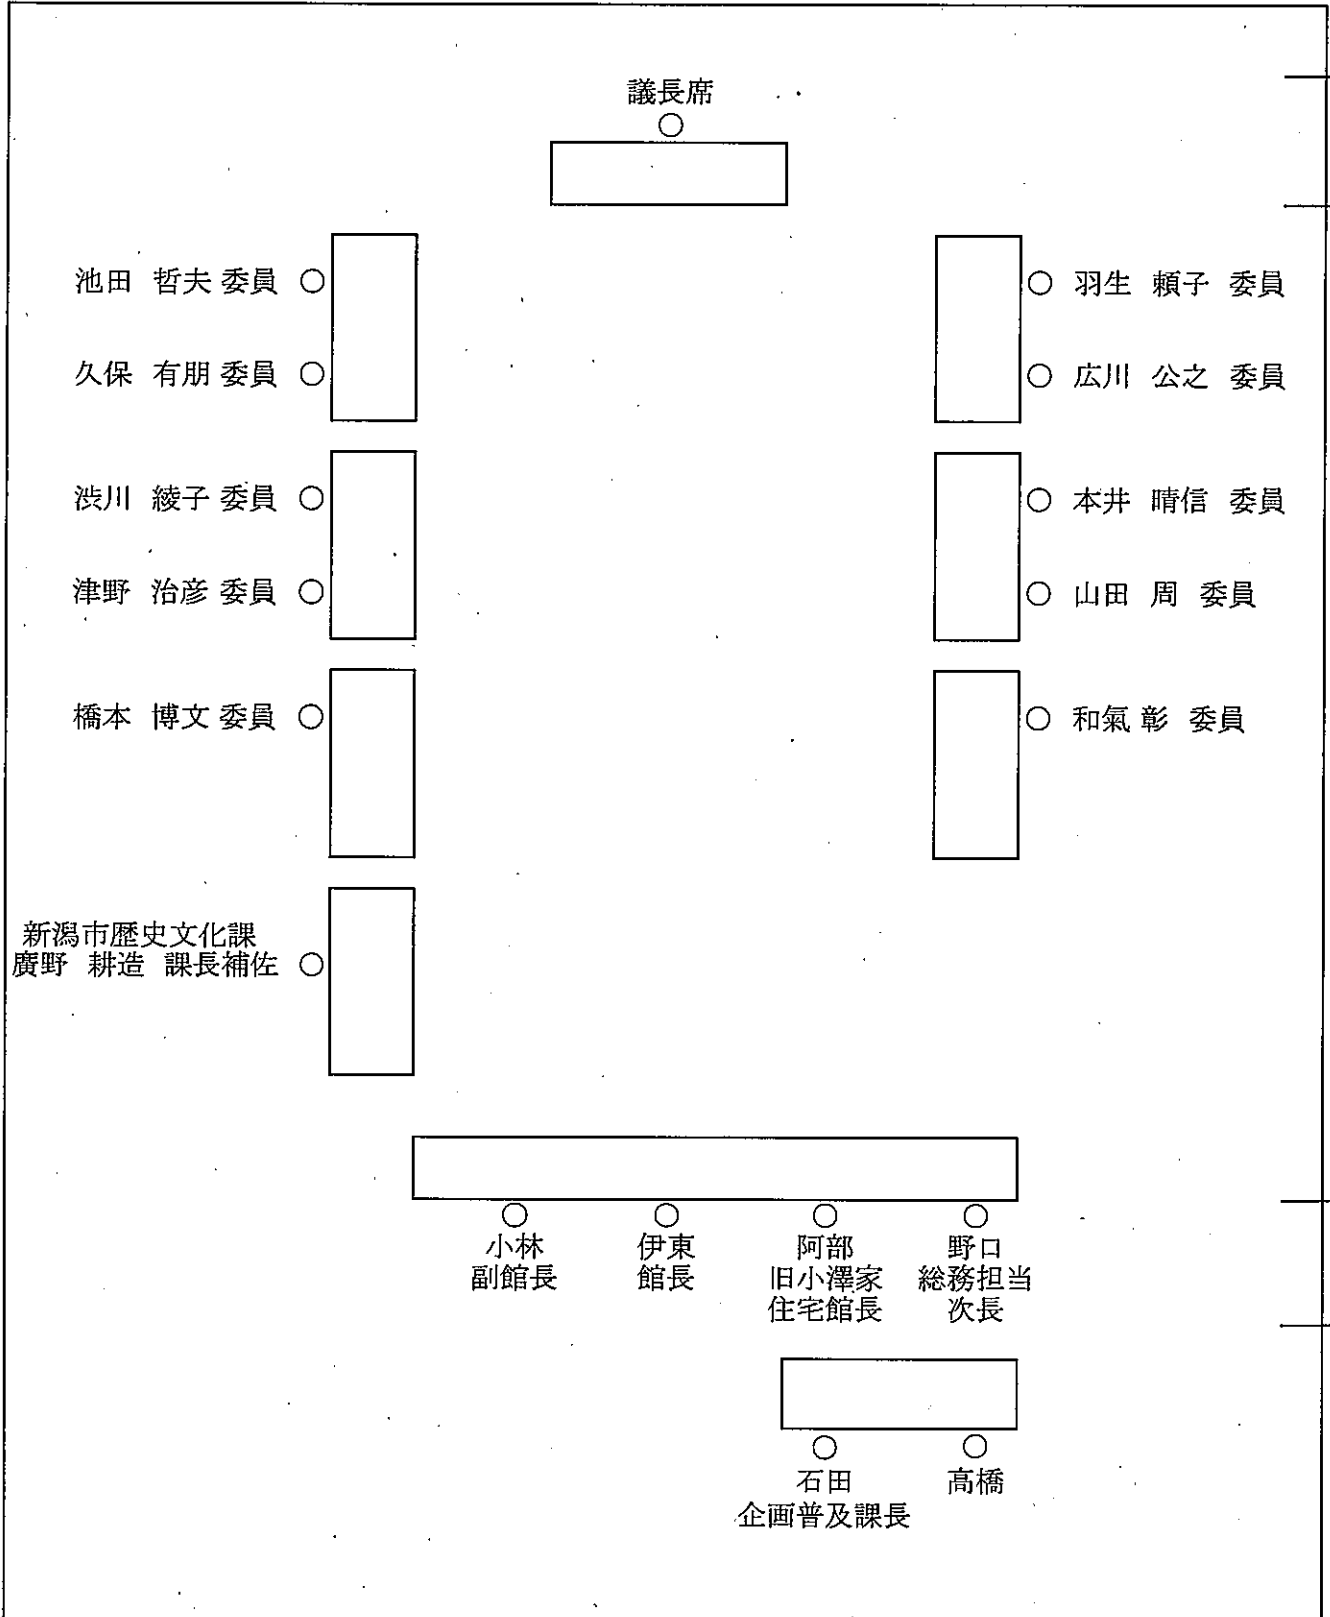 議長席
池田 哲夫 委員
羽生 頼子 委員
久保 有朋 委員
広川 公之 委員
渋川 綾子 委員
本井 晴信 委員
津野 治彦 委員
山田 周 委員
橋本 博文 委員
和氣 彰 委員
新潟市歴史文化課
廣野 耕造 課長補佐
小林
副館長
伊東
館長
阿部
旧小澤家
住宅館長
野口
総務担当
次長
石田
企画普及課長
高橋